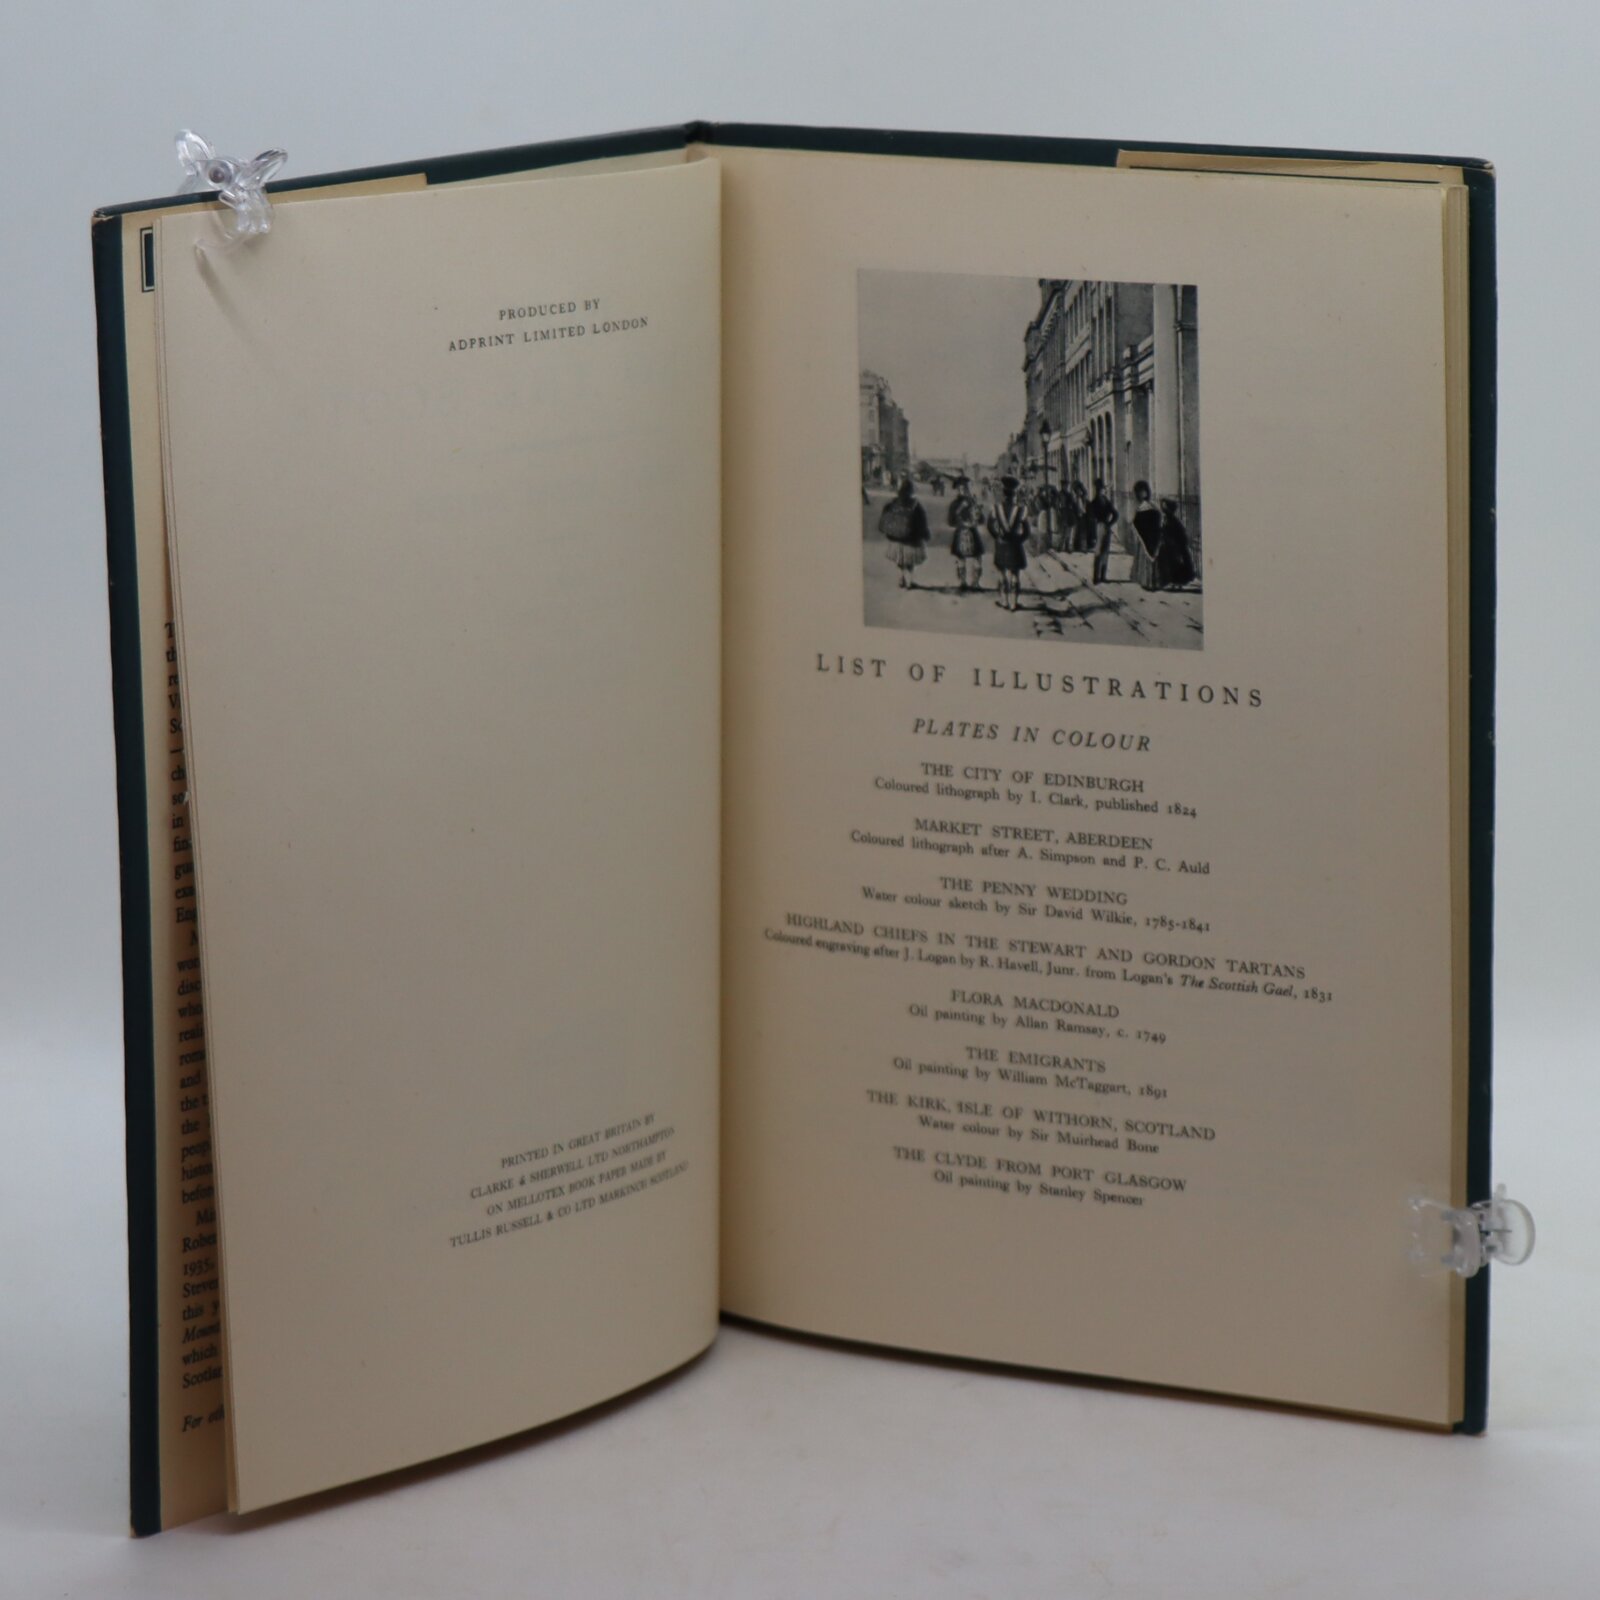 PRODUCED BY
ADPRINT LIMITED LONDON
PRINTED IN GREAT BRITAIN BY
CLARKE & SHERWELL LTD NORTHAMPTON
ON MELLOTEX BOOK PAPER MADE BY
TULLIS RUSSELL & CO LTD MARKINCH SCOTLAND
LIST OF ILLUSTRATIONS
PLATES IN COLOUR
THE CITY OF EDINBURGH
Coloured lithograph by I. Clark, published 1824
MARKET STREET, ABERDEEN
Coloured lithograph after A. Simpson and P. C. Auld
THE PENNY WEDDING
Water colour sketch by Sir David Wilkie, 1785-1841
HIGHLAND CHIEFS IN THE STEWART AND GORDON TARTANS
Coloured engraving after J. Logan by R. Havell, Junr. from Logan's The Scottish Gael, 1831
FLORA MACDONALD
Oil painting by Allan Ramsay, c. 1749
THE EMIGRANTS
Oil painting by William McTaggart, 1891
THE KIRK, ISLE OF WITHORN, SCOTLAND
Water colour by Sir Muirhead Bone
THE CLYDE FROM PORT GLASGOW
Oil painting by Stanley Spencer